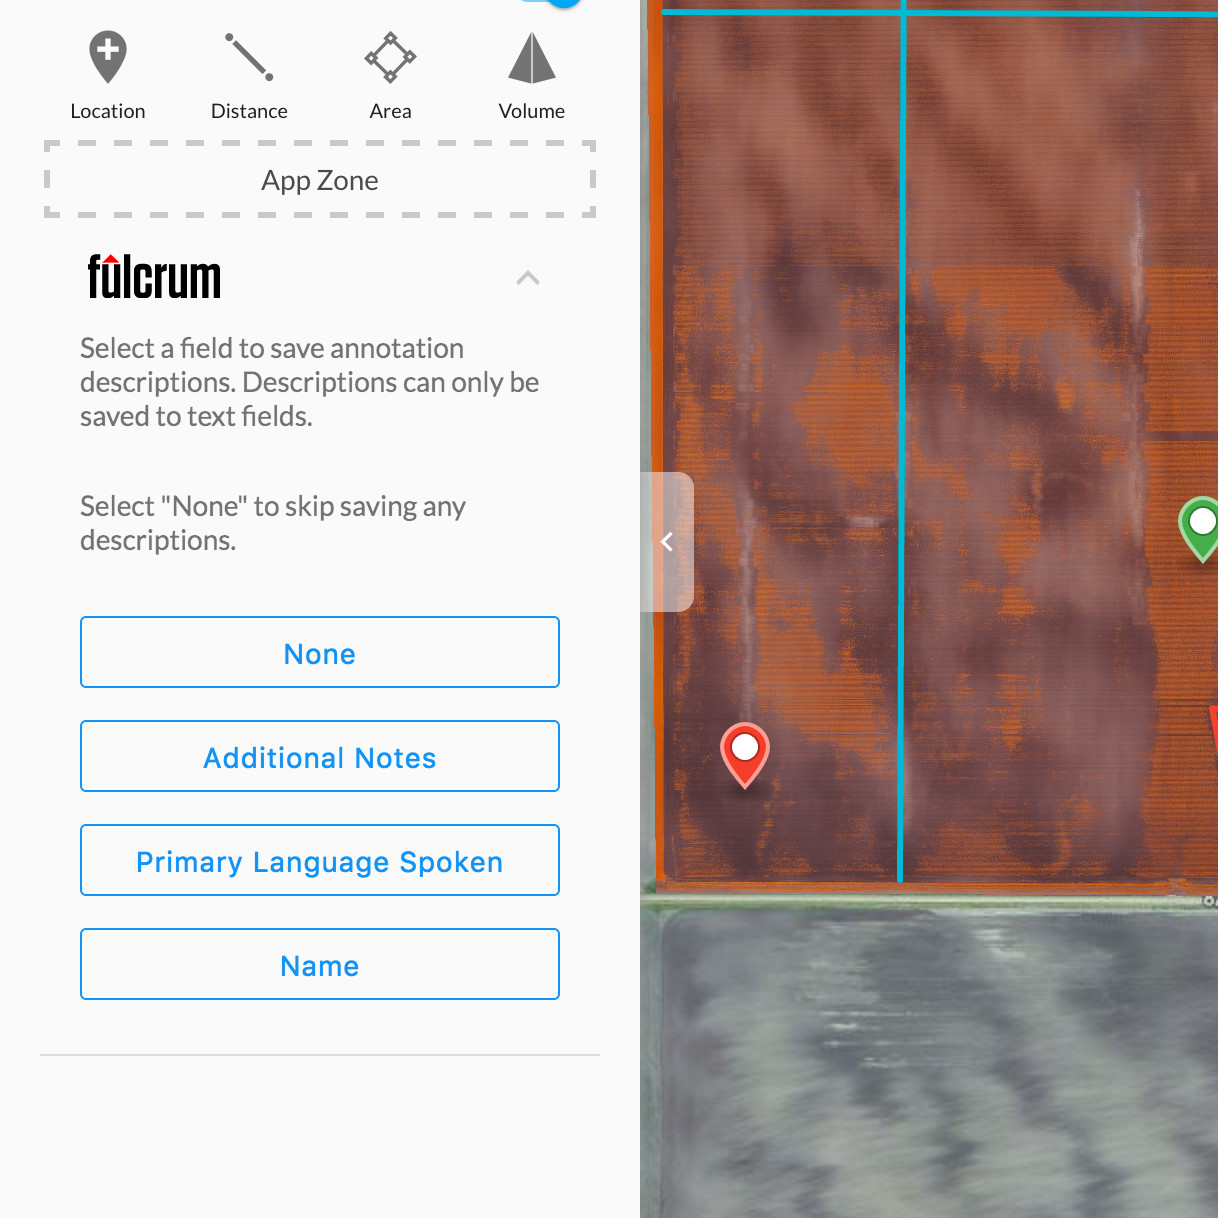 Location Distance Area Volume
App Zone
fulcrum
Select a field to save annotation
descriptions. Descriptions can only be
saved to text fields.
Select "None" to skip saving any
descriptions.
None
Additional Notes
Primary Language Spoken
Name